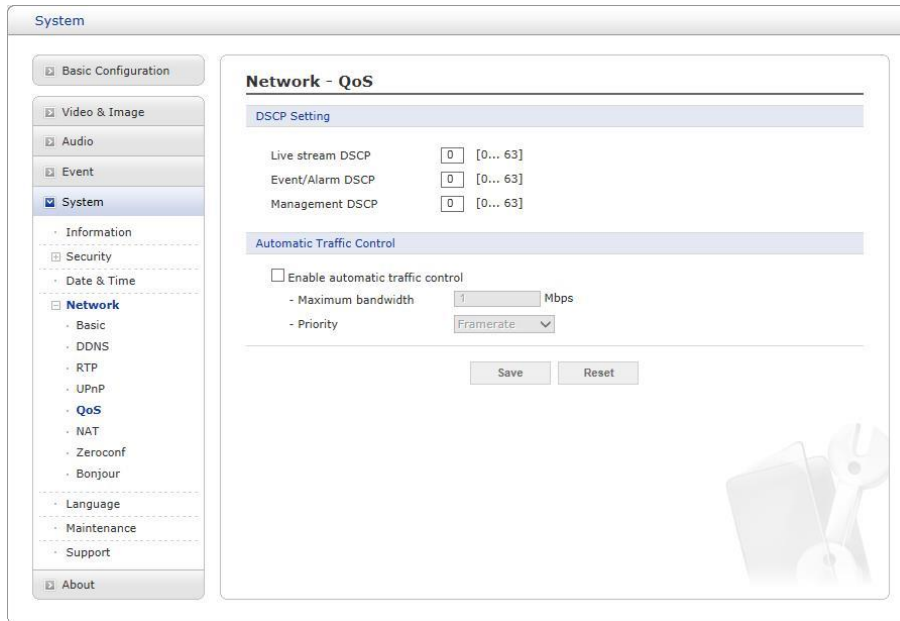 System
Basic Configuration
Video & Image
Audio
Event
System
Information
Security
Date & Time
Network
Basic
DDNS
RTP
UPnP
QoS
NAT
Zeroconf
Bonjour
Language
Maintenance
Support
About
Network - QoS
DSCP Setting
Live stream DSCP 0 [0... 63]
Event/Alarm DSCP 0 [0... 63]
Management DSCP 0 [0... 63]
Automatic Traffic Control
Enable automatic traffic control
- Maximum bandwidth 1 Mbps
- Priority Framerate
Save Reset